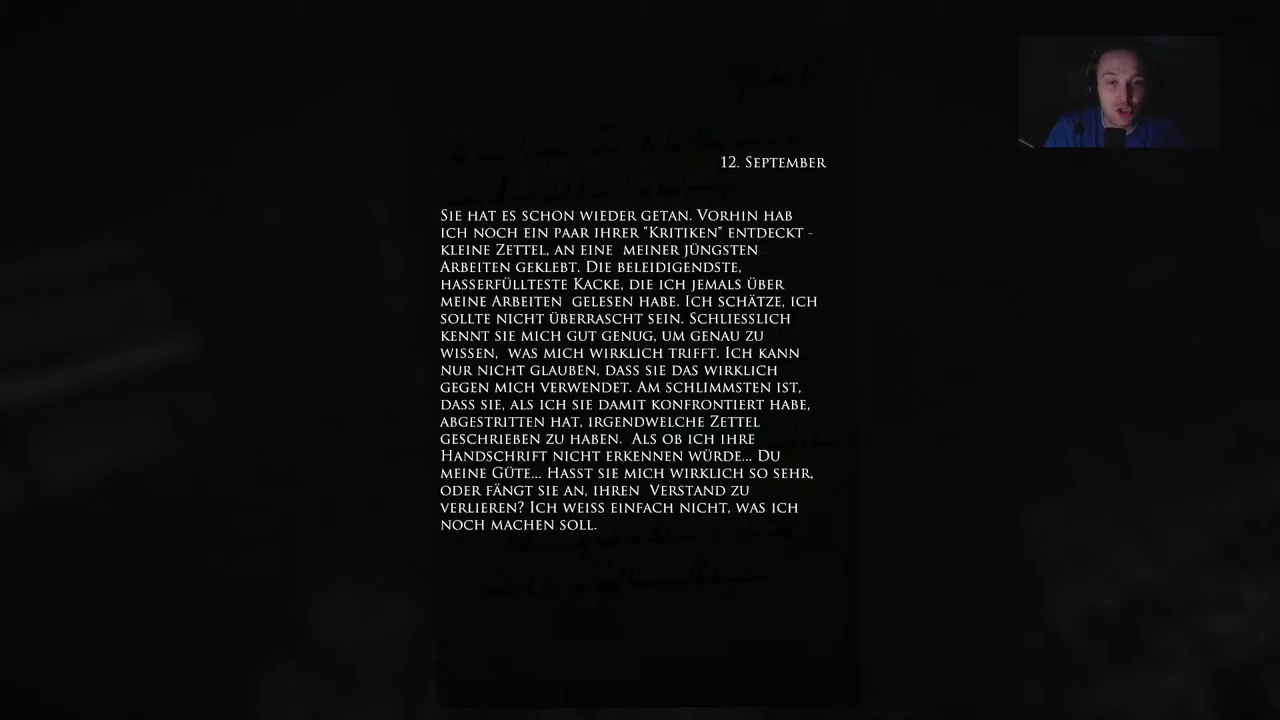 12. September
Sie hat es schon wieder getan. Vorhin hab
ich noch ein paar ihrer "Kritiken" entdeckt -
kleine Zettel, an eine  meiner jüngsten
Arbeiten geklebt. Die beleidigendste,
hasserfüllteste Kacke, die ich jemals über
meine Arbeiten  gelesen habe. Ich schätze, ich
sollte nicht überrascht sein. Schliesslich
kennt sie mich gut genug, um genau zu
wissen,  was mich wirklich trifft. Ich kann
nur nicht glauben, dass sie das wirklich
gegen mich verwendet. Am schlimmsten ist,
dass sie, als ich sie damit konfrontiert habe,
abgestritten hat, irgendwelche Zettel
geschrieben zu haben.  Als ob ich ihre
Handschrift nicht erkennen würde... Du
meine Güte... Hasst sie mich wirklich so sehr,
oder fängt sie an, ihren  Verstand zu
verlieren? Ich weiss einfach nicht, was ich
noch machen soll.